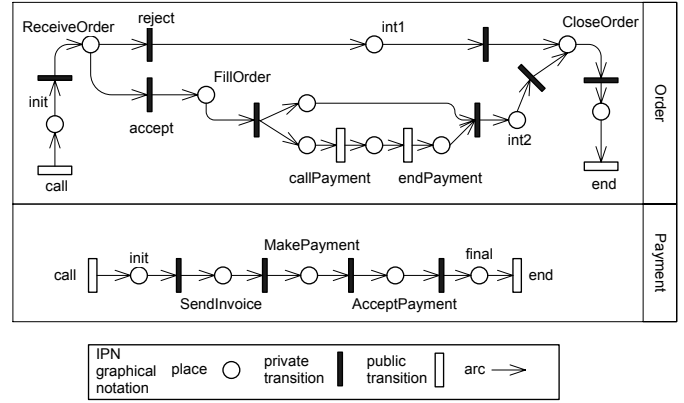 reject
ReceiveOrder
int1
CloseOrder
FillOrder
init
accept
int2
callPayment
endPayment
call
end
Order
MakePayment
init
final
call
end
SendInvoice
AcceptPayment
Payment
IPN
graphical
notation
place
private
transition
public
transition
arc